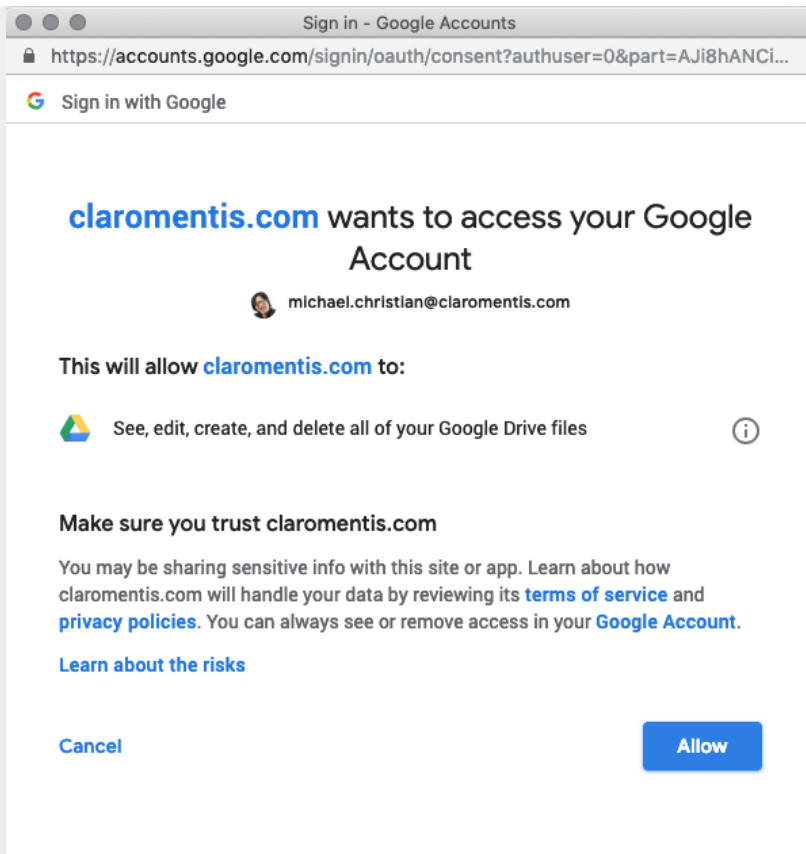 Sign in - Google Accounts
https://accounts.google.com/signin/oauth/consent?authuser=0&part=AJi8hANCi...
Sign in with Google
claromentis.com wants to access your Google
Account
michael.christian@claromentis.com
This will allow claromentis.com to:
See, edit, create, and delete all of your Google Drive files
Make sure you trust claromentis.com
You may be sharing sensitive info with this site or app. Learn about how
claromentis.com will handle your data by reviewing its terms of service and
privacy policies. You can always see or remove access in your Google Account.
Learn about the risks
Cancel
Allow